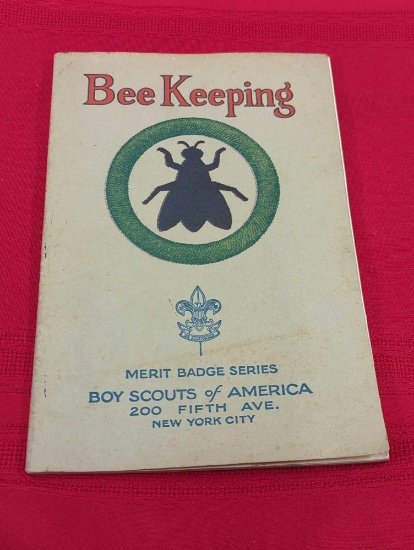 Bee Keeping
MERIT BADGE SERIES
BOY SCOUTS of AMERICA
200 FIFTH AVE.
NEW YORK CITY